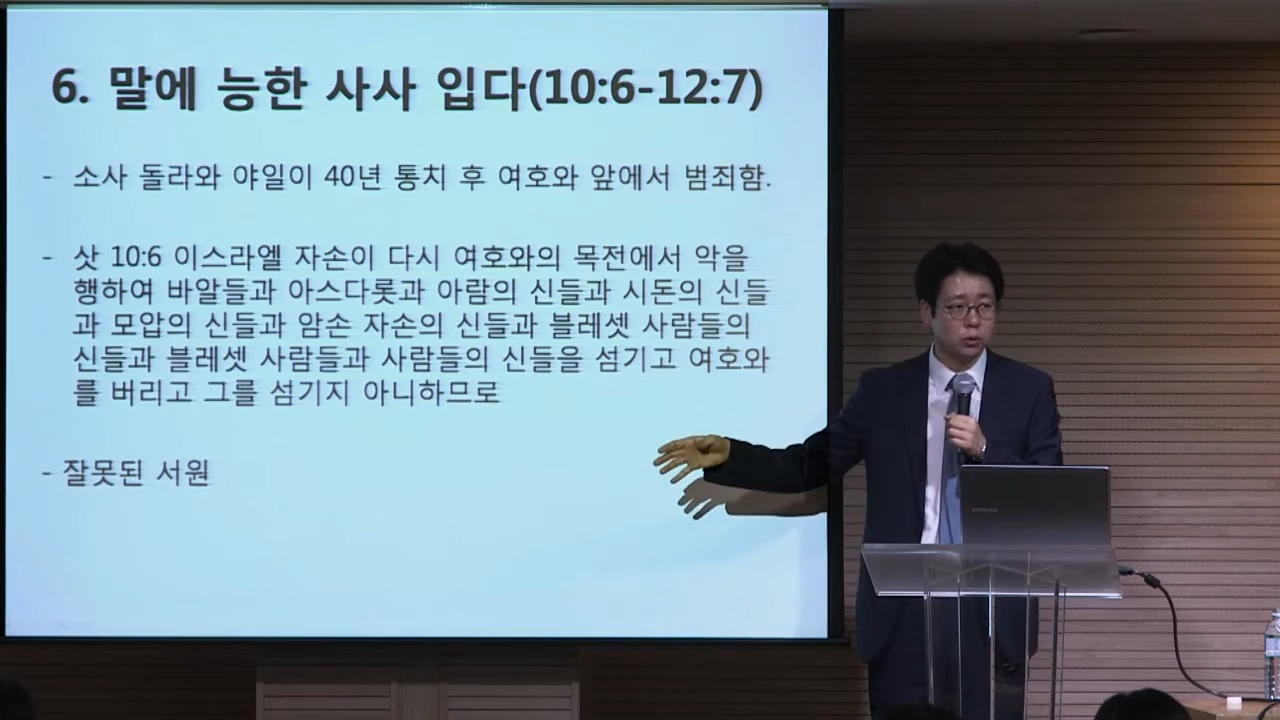 6. 말에 능한 사사 입다(10:6-12:7)
- 소사 돌라와 야일이 40년 통치 후 여호와 앞에서 범죄함.
- 삿 10:6 이스라엘 자손이 다시 여호와의 목전에서 악을
행하여 바알들과 아스다롯과 아람의 신들과 시돈의 신들
과 모압의 신들과 암손 자손의 신들과 블레셋 사람들의
신들과 블레셋 사람들과 사람들의 신들을 섬기고 여호와
를 버리고 그를 섬기지 아니하므로
- 잘못된 서원
SAMSUNG